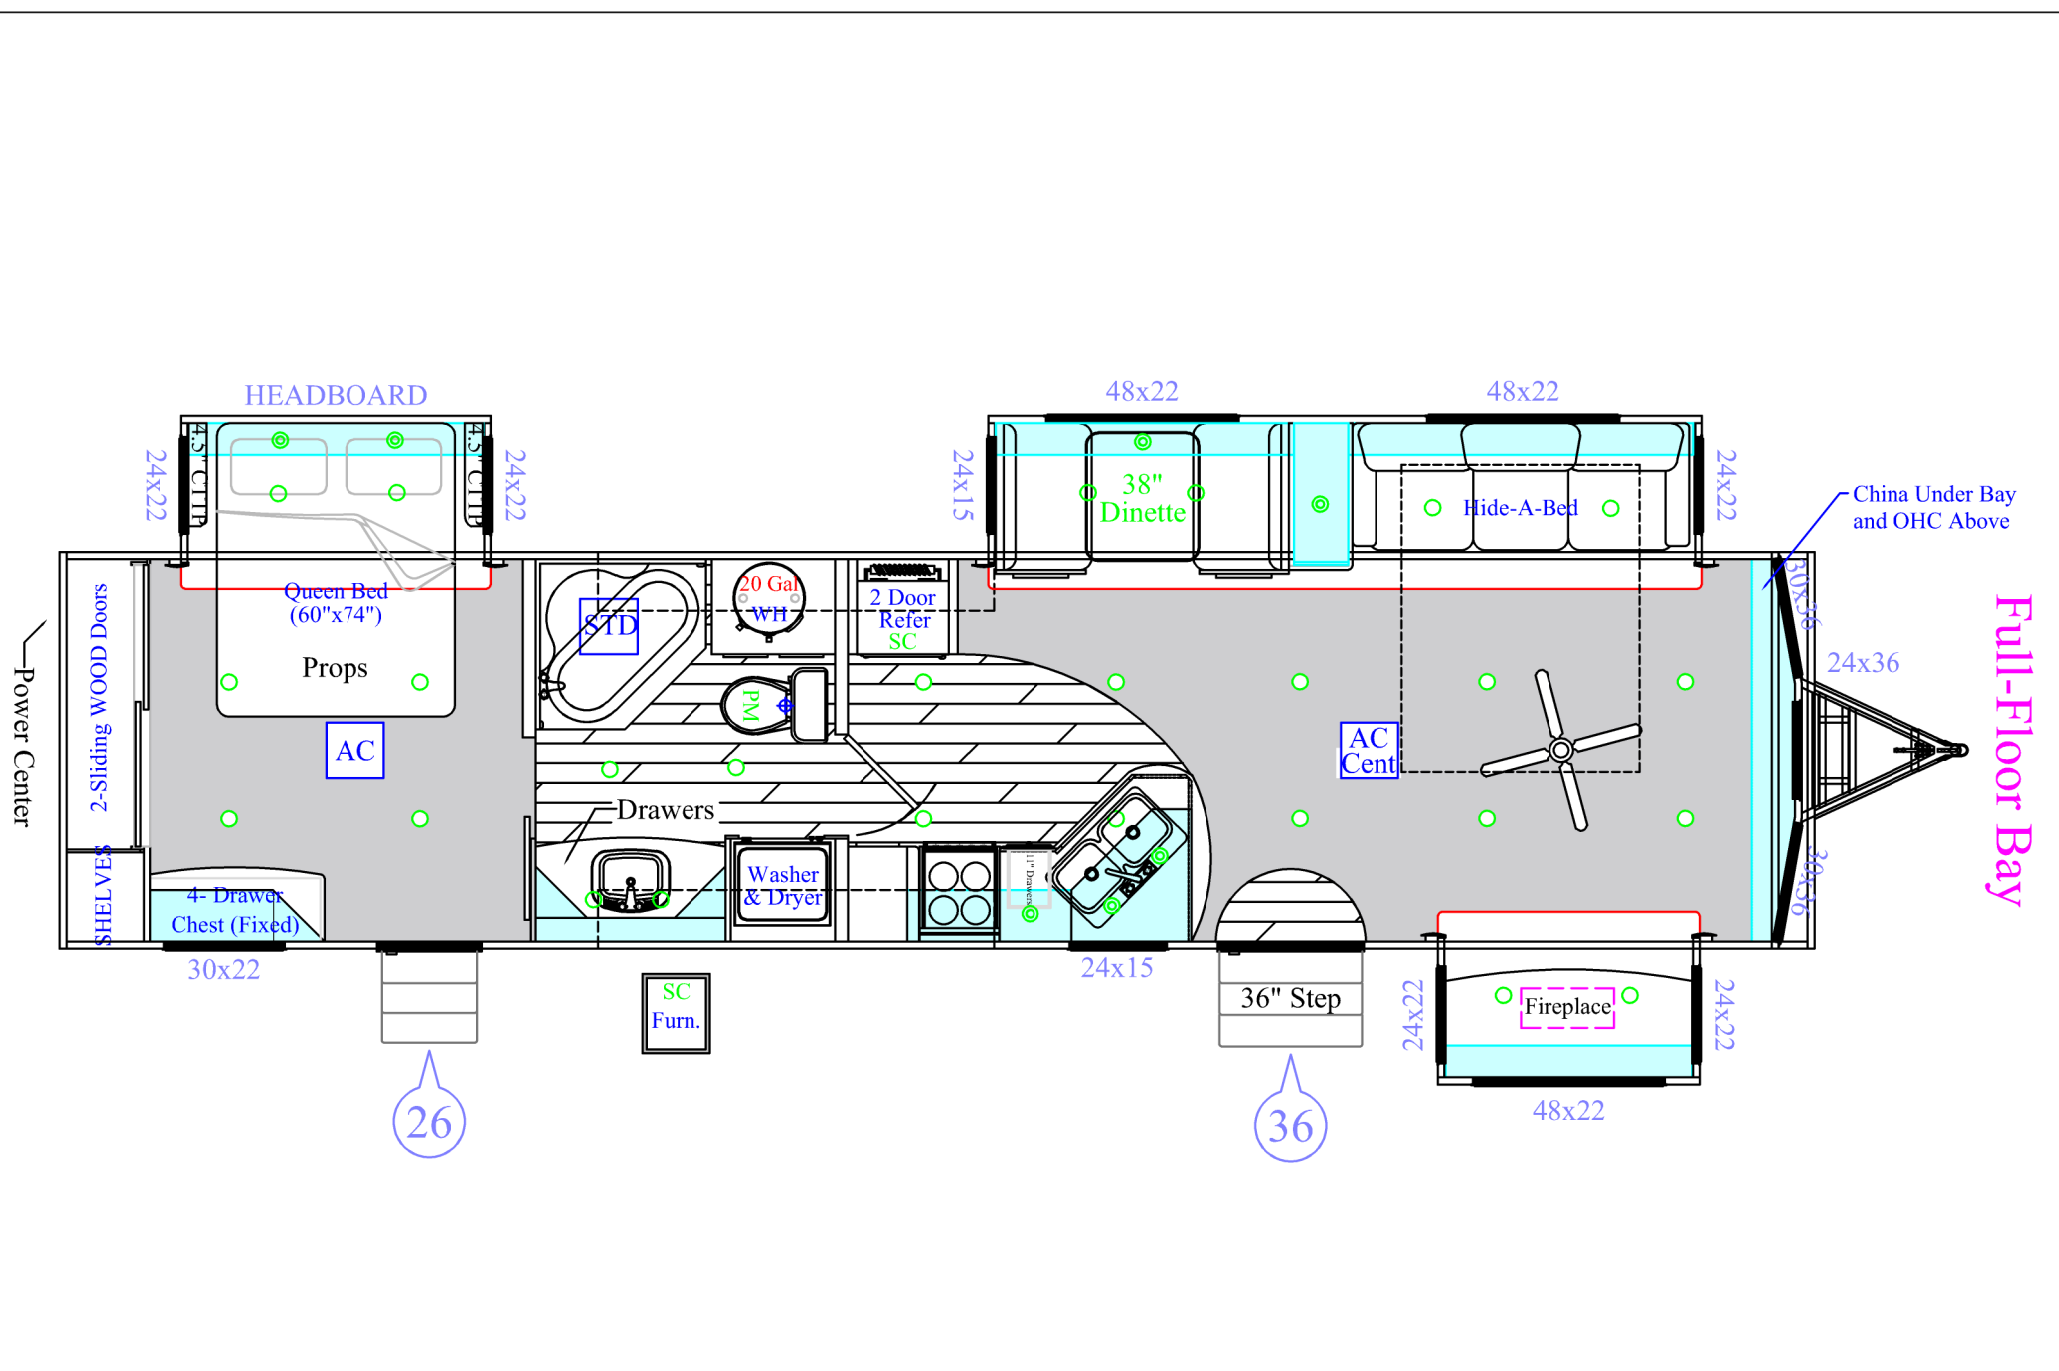 HEADBOARD
48x22
48x22
24x22
4.5" CTTP
4.5" CTTP
24x22
24x15
38"
Dinette
Hide-A-Bed
24x22
China Under Bay
and OHC Above
Power Center
2-Sliding WOOD Doors
SHELVES
Queen Bed
(60"x74")
Props
AC
STD
20 Gal
WH
2 Door
Refer
SC
PM
AC
Cent
30x36
24x36
30x36
Full-Floor Bay
Drawers
4- Drawer
Chest (Fixed)
Washer
& Dryer
11" Drawers
30x22
24x15
SC
Furn.
36" Step
24x22
Fireplace
24x22
48x22
26
36